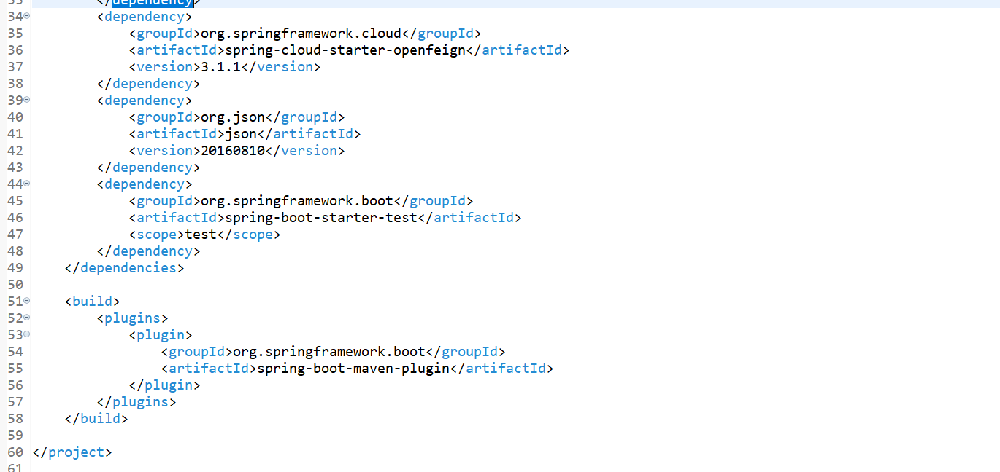 33 </dependency>
34 <dependency>
35 <groupId>org.springframework.cloud</groupId>
36 <artifactId>spring-cloud-starter-openfeign</artifactId>
37 <version>3.1.1</version>
38 </dependency>
39 <dependency>
40 <groupId>org.json</groupId>
41 <artifactId>json</artifactId>
42 <version>20160810</version>
43 </dependency>
44 <dependency>
45 <groupId>org.springframework.boot</groupId>
46 <artifactId>spring-boot-starter-test</artifactId>
47 <scope>test</scope>
48 </dependency>
49 </dependencies>
50
51 <build>
52 <plugins>
53 <plugin>
54 <groupId>org.springframework.boot</groupId>
55 <artifactId>spring-boot-maven-plugin</artifactId>
56 </plugin>
57 </plugins>
58 </build>
59
60 </project>
61